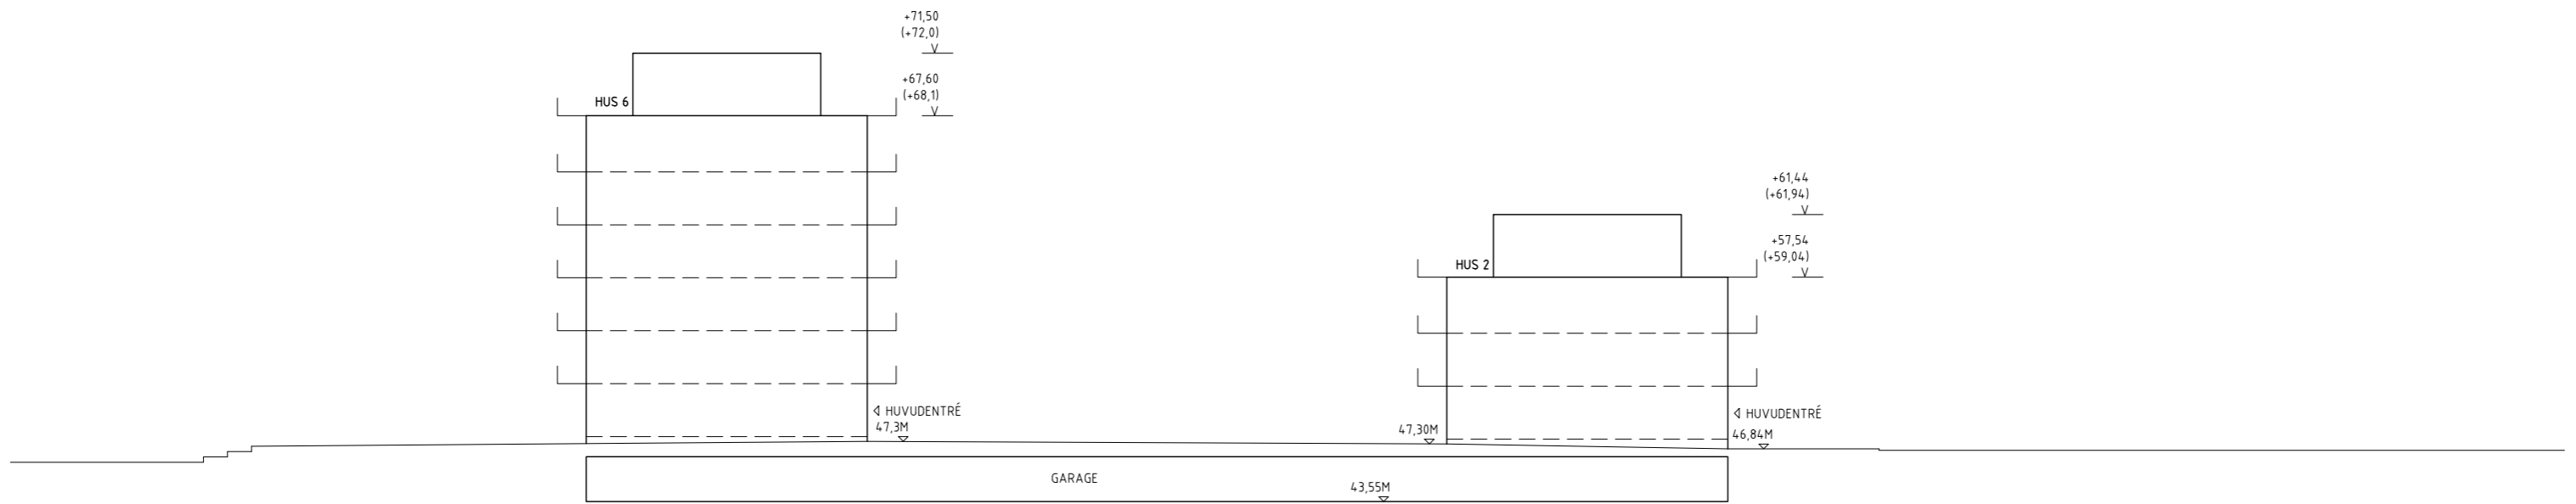 +71,50
(+72,0)
+67,60
(+68,1)
HUS 6
+61,44
(+61,94)
+57,54
(+59,04)
HUS 2
HUVUDENTRÉ
47,3M
HUVUDENTRÉ
47,30M
46,84M
GARAGE
43,55M